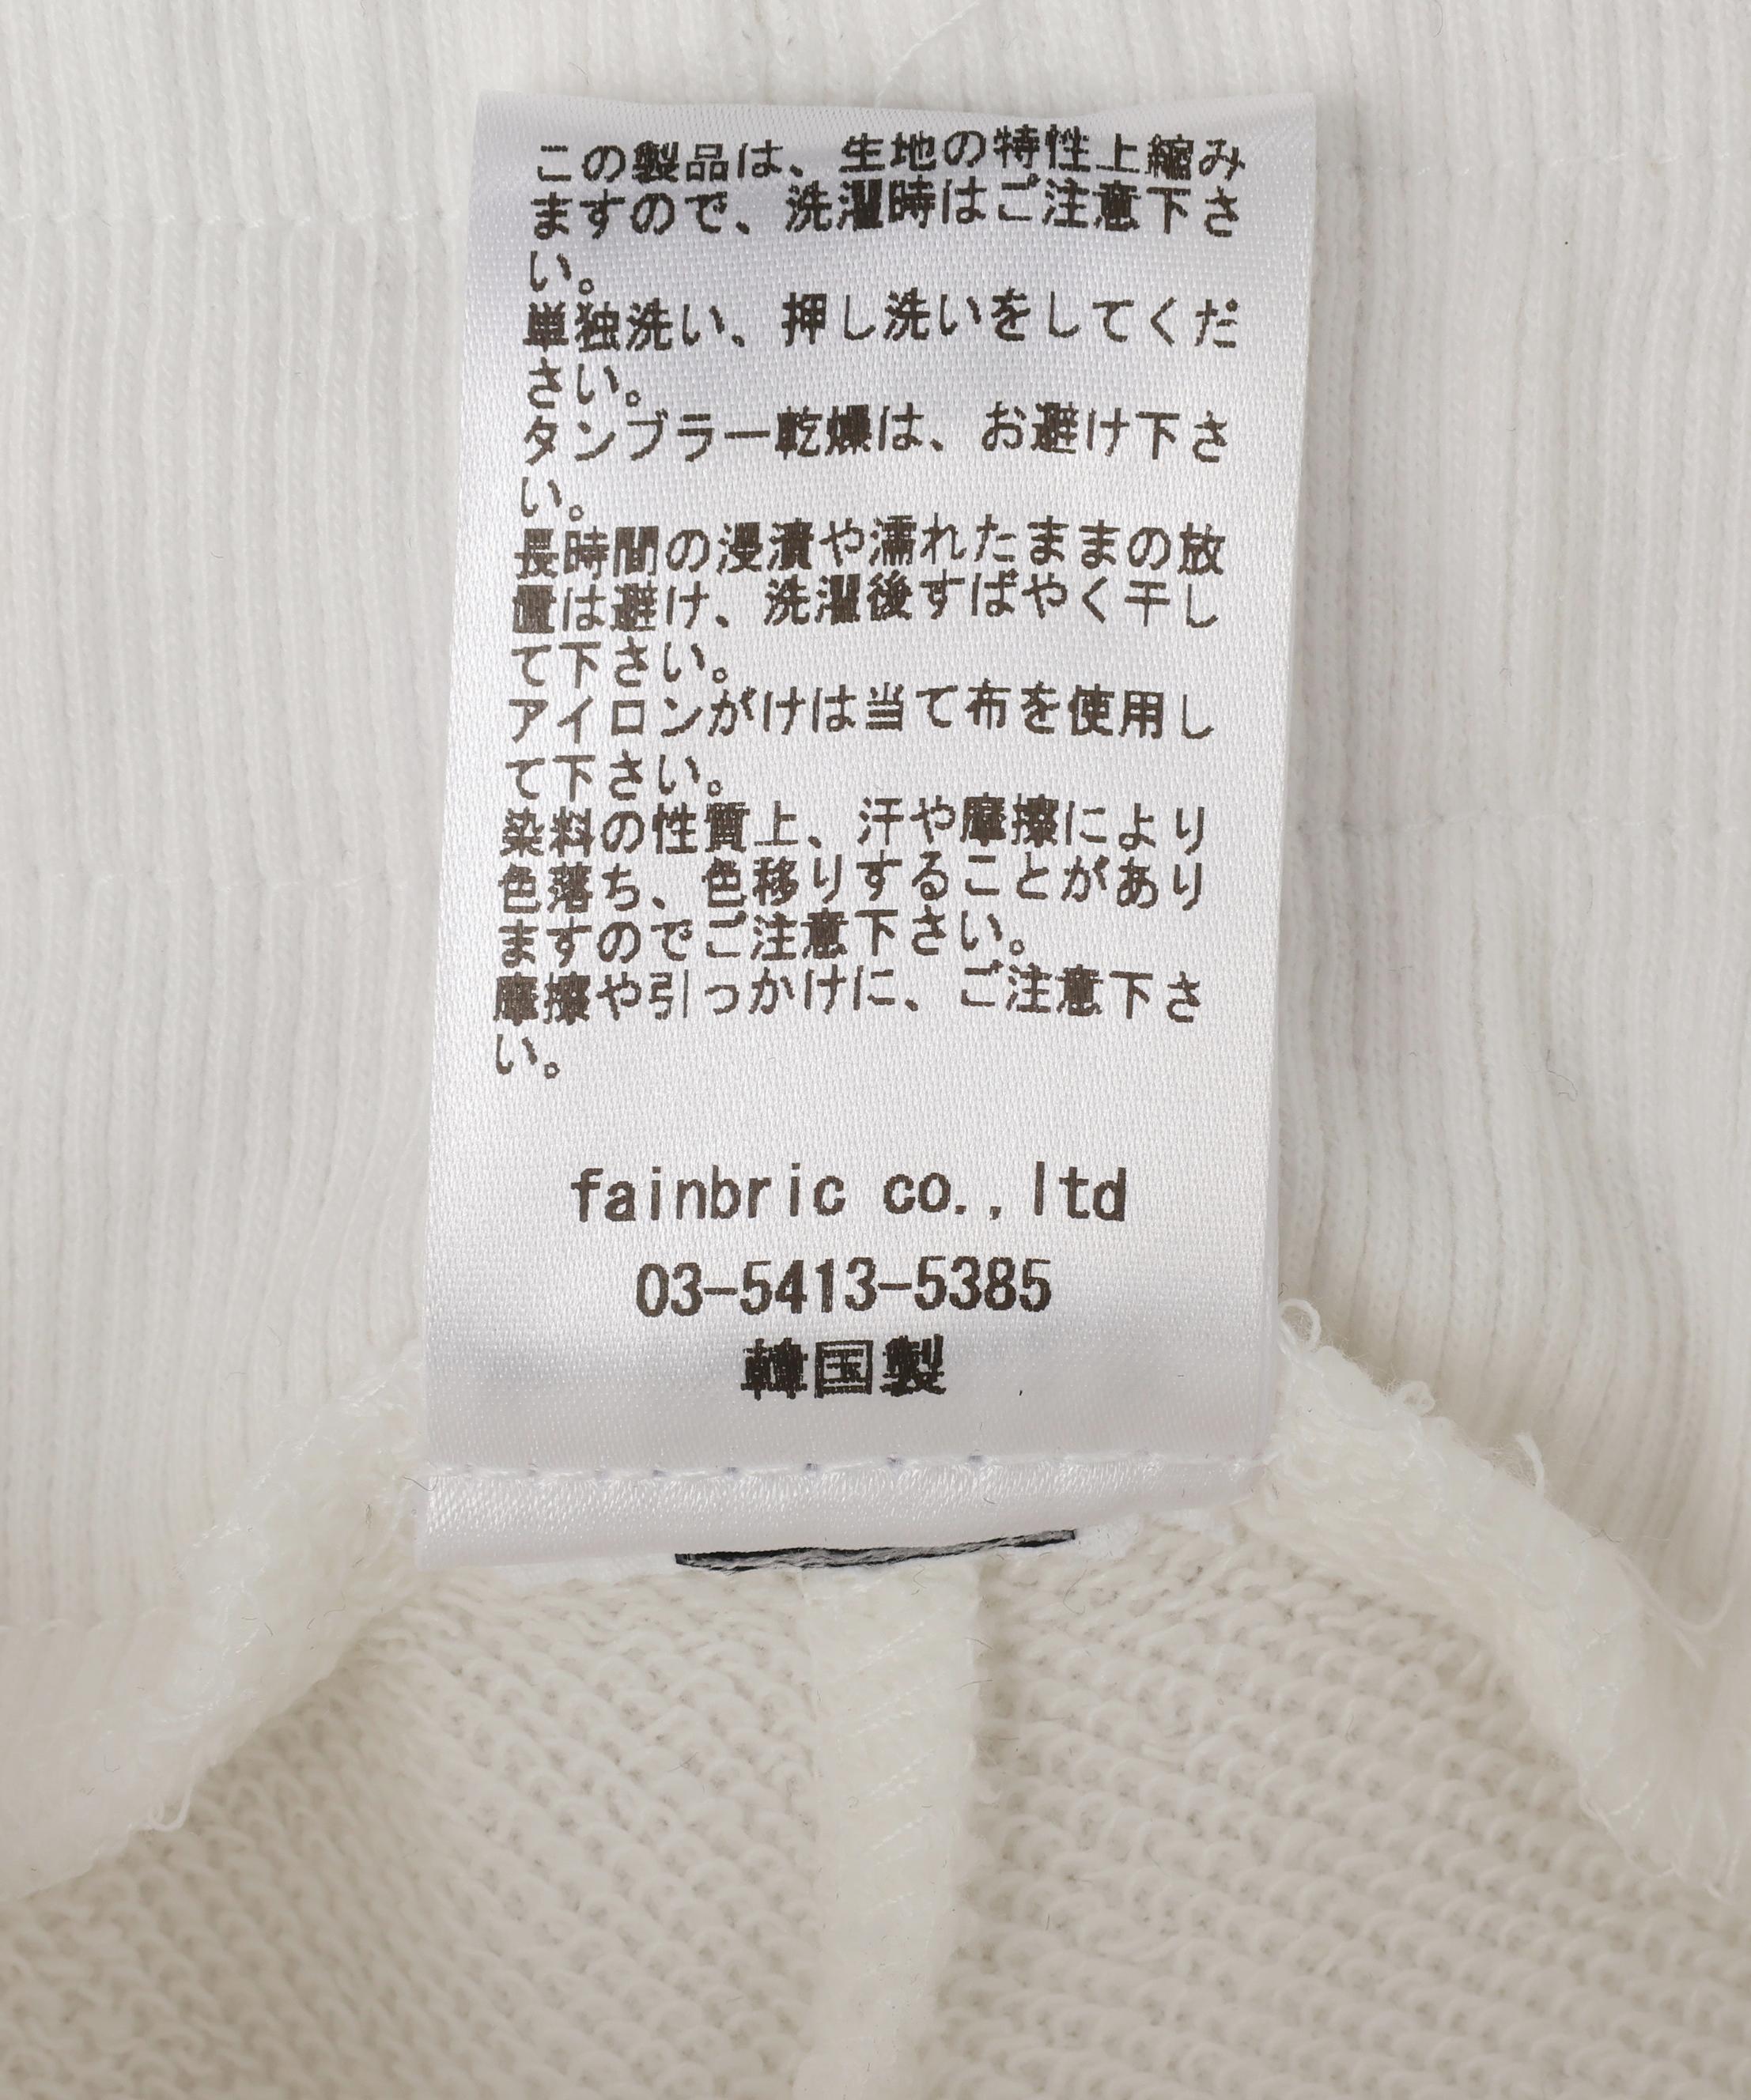 この製品は、生地の特性上縮み
ますので、洗濯時はご注意下さ
い。
単独洗い、押し洗いをしてくだ
さい。
タンブラー乾燥は、お避け下さ
い。
長時間の浸漬や濡れたままの放
置は避け、洗濯後すばやく干し
て下さい。
アイロンがけは当て布を使用し
て下さい。
染料の性質上、汗や摩擦により
色落ち、色移りすることがあり
ますのでご注意下さい。
摩擦や引っかけに、ご注意下さ
い。
fainbric co.,ltd
03-5413-5385
韓国製